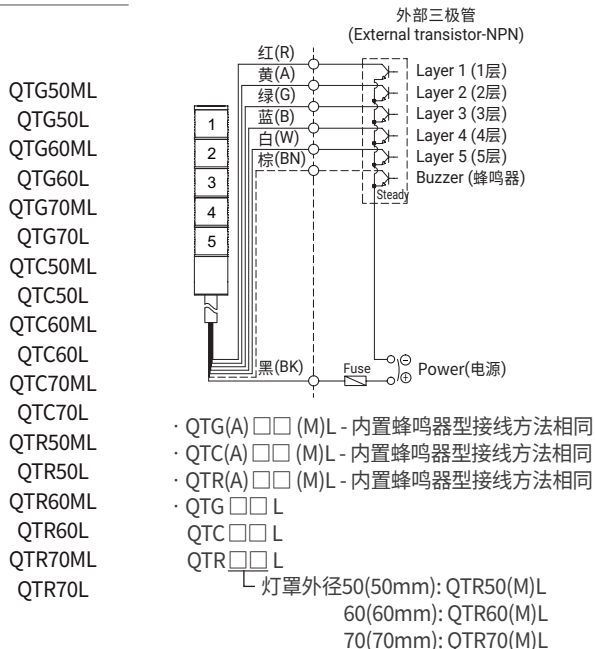 QTG50ML
QTG50L
QTG60ML
QTG60L
QTG70ML
QTG70L
QTC50ML
QTC50L
QTC60ML
QTC60L
QTC70ML
QTC70L
QTR50ML
QTR50L
QTR60ML
QTR60L
QTR70ML
QTR70L
外部三极管
(External transistor-NPN)
红(R)
黄(A)
绿(G)
蓝(B)
白(W)
棕(BN)
Layer 1 (1层)
Layer 2 (2层)
Layer 3 (3层)
Layer 4 (4层)
Layer 5 (5层)
Buzzer (蜂鸣器)
Steady
1
2
3
4
5
黑(BK)
Fuse
⊖
⊕
Power(电源)
· QTG(A) □□ (M)L - 内置蜂鸣器型接线方法相同
· QTC(A) □□ (M)L - 内置蜂鸣器型接线方法相同
· QTR(A) □□ (M)L - 内置蜂鸣器型接线方法相同
· QTG □□ L
QTC □□ L
QTR □□ L
灯罩外径50(50mm): QTR50(M)L
60(60mm): QTR60(M)L
70(70mm): QTR70(M)L